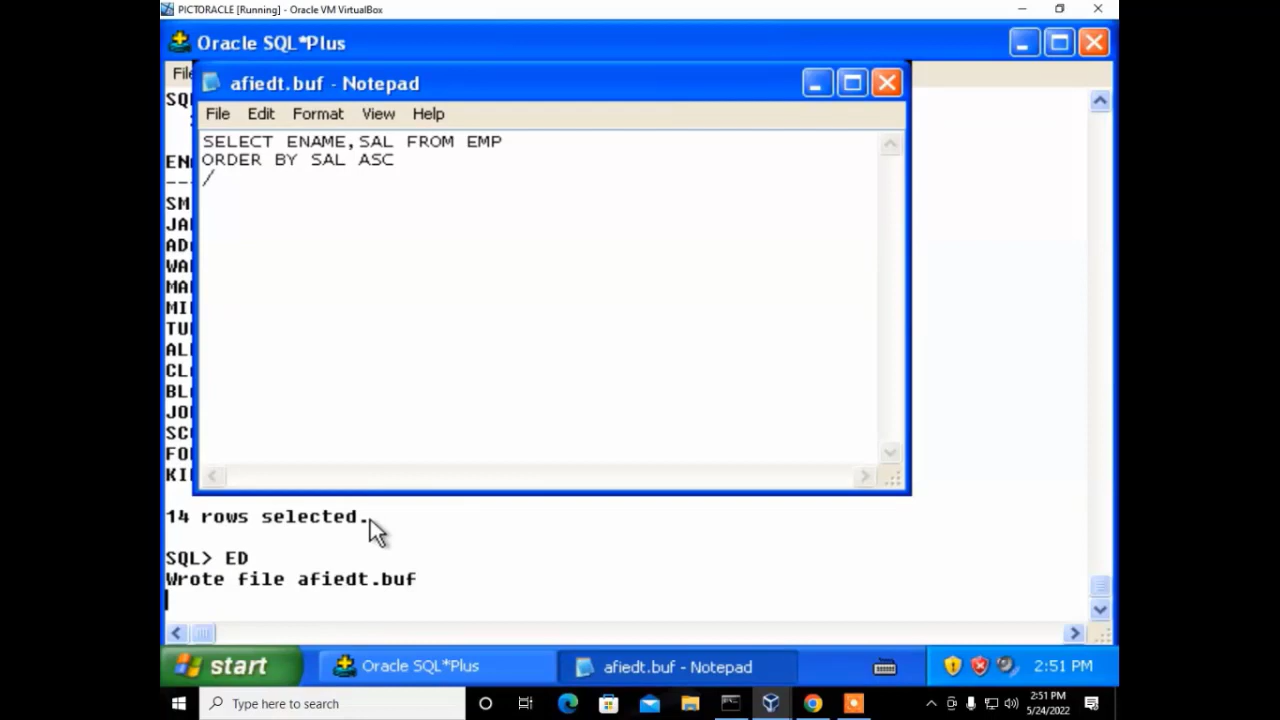 PICTORACLE [Running] - Oracle VM VirtualBox
Oracle SQL*Plus
File
afiedt.buf - Notepad
File Edit Format View Help
SELECT ENAME,SAL FROM EMP
ORDER BY SAL ASC
/
14 rows selected.
SQL> ED
Wrote file afiedt.buf
start Oracle SQL*Plus afiedt.buf - Notepad 2:51 PM
Type here to search 2:51 PM
5/24/2022